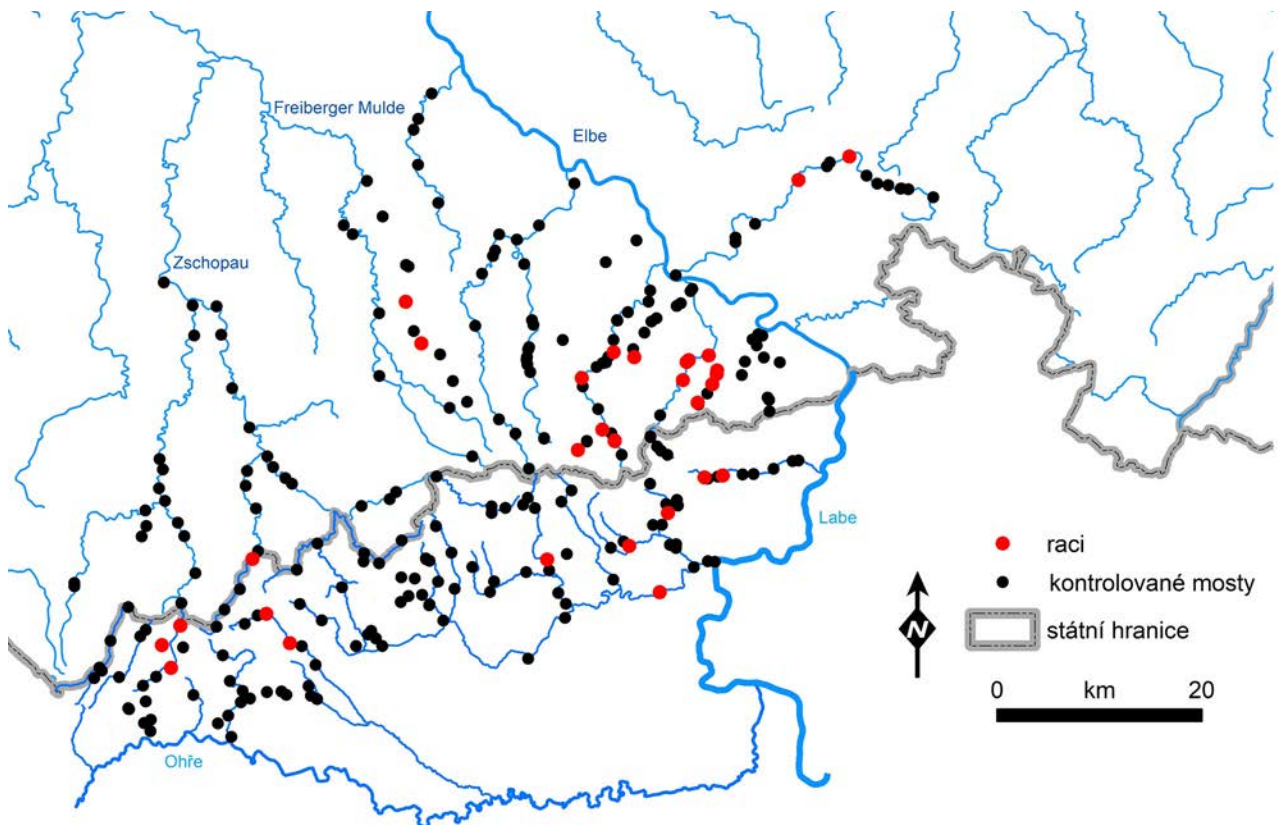 Freiberger Mulde
Elbe
Zschopau
Labe
Ohře
raci
kontrolované mosty
státní hranice
N
0 km 20